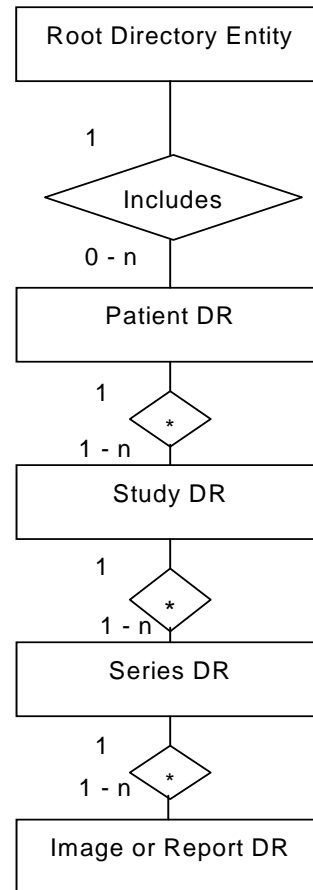 Root Directory Entity
1
Includes
0 - n
Patient DR
1
*
1 - n
Study DR
1
*
1 - n
Series DR
1
*
1 - n
Image or Report DR